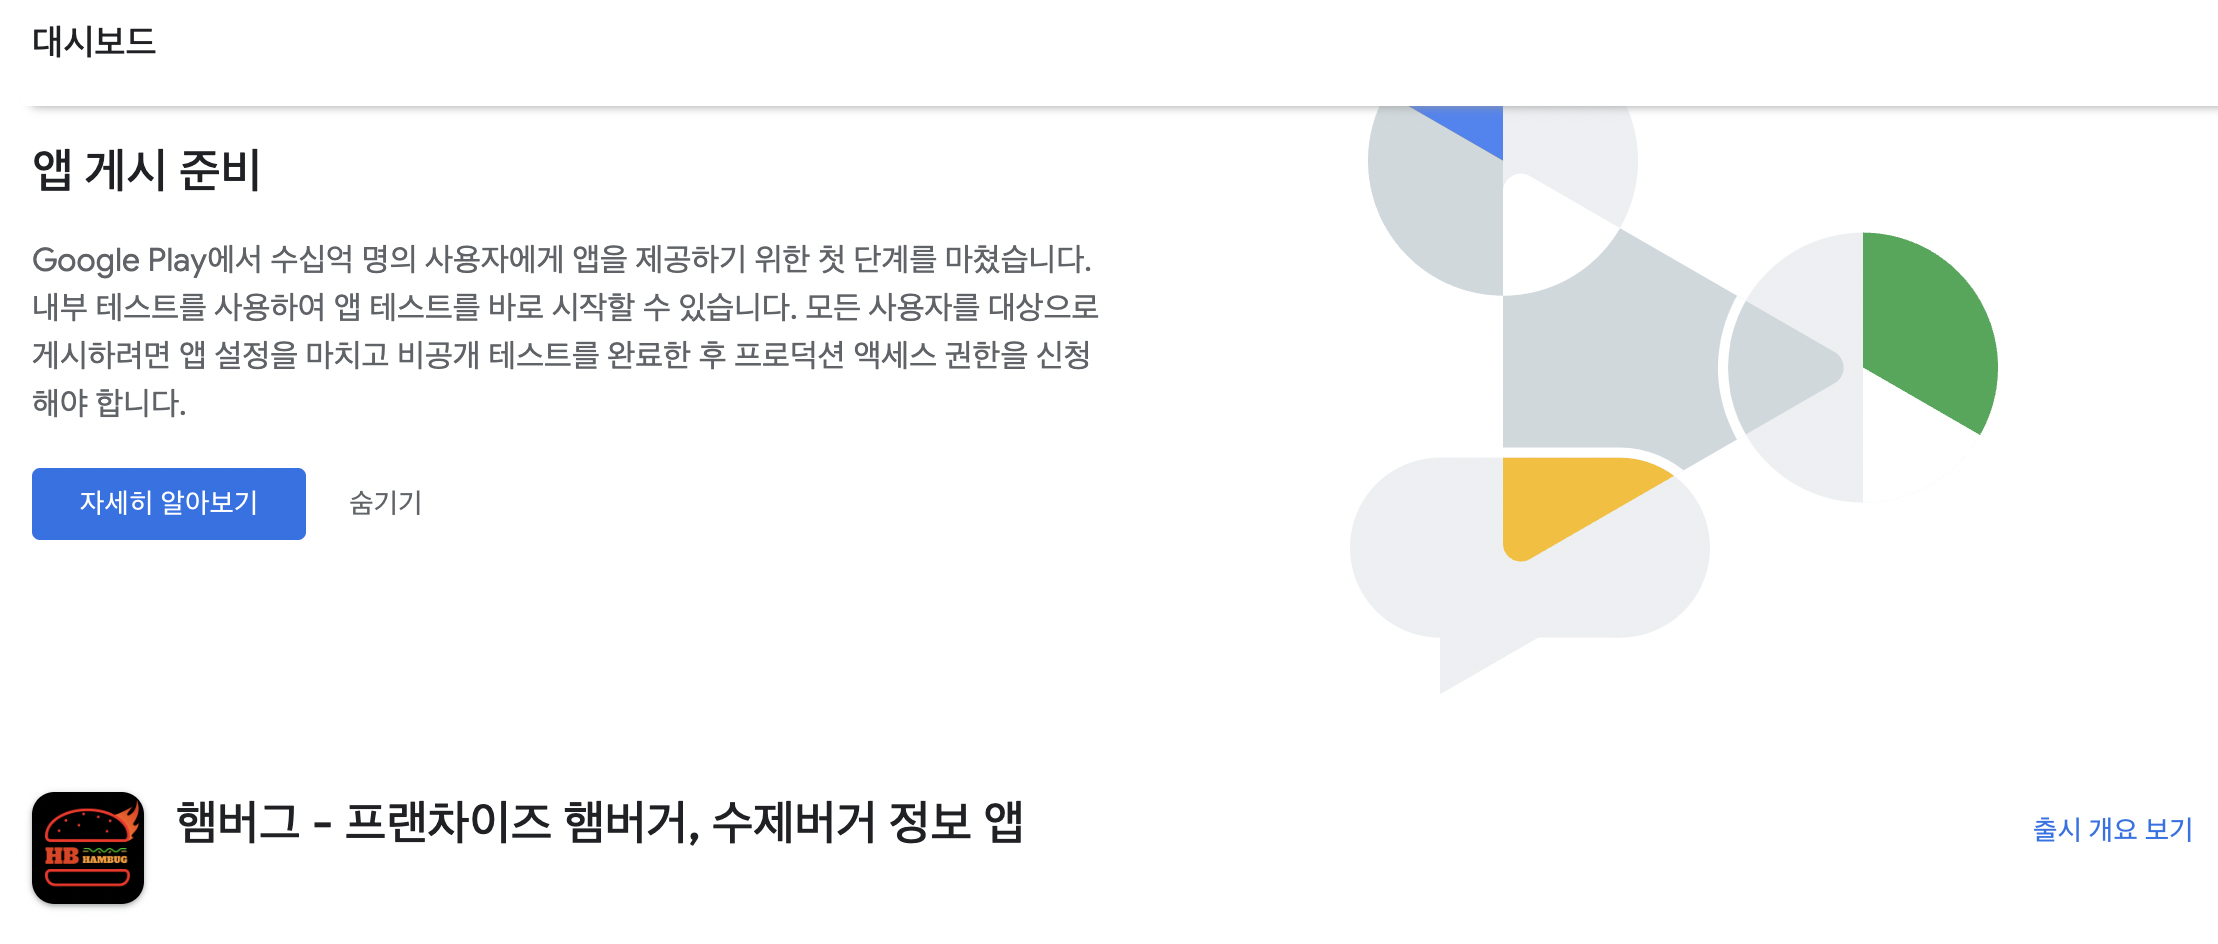 대시보드
앱 게시 준비
Google Play에서 수십억 명의 사용자에게 앱을 제공하기 위한 첫 단계를 마쳤습니다.
내부 테스트를 사용하여 앱 테스트를 바로 시작할 수 있습니다. 모든 사용자를 대상으로
게시하려면 앱 설정을 마치고 비공개 테스트를 완료한 후 프로덕션 액세스 권한을 신청
해야 합니다.
자세히 알아보기 숨기기
햄버그 - 프랜차이즈 햄버거, 수제버거 정보 앱
출시 개요 보기
HB HAMBUG